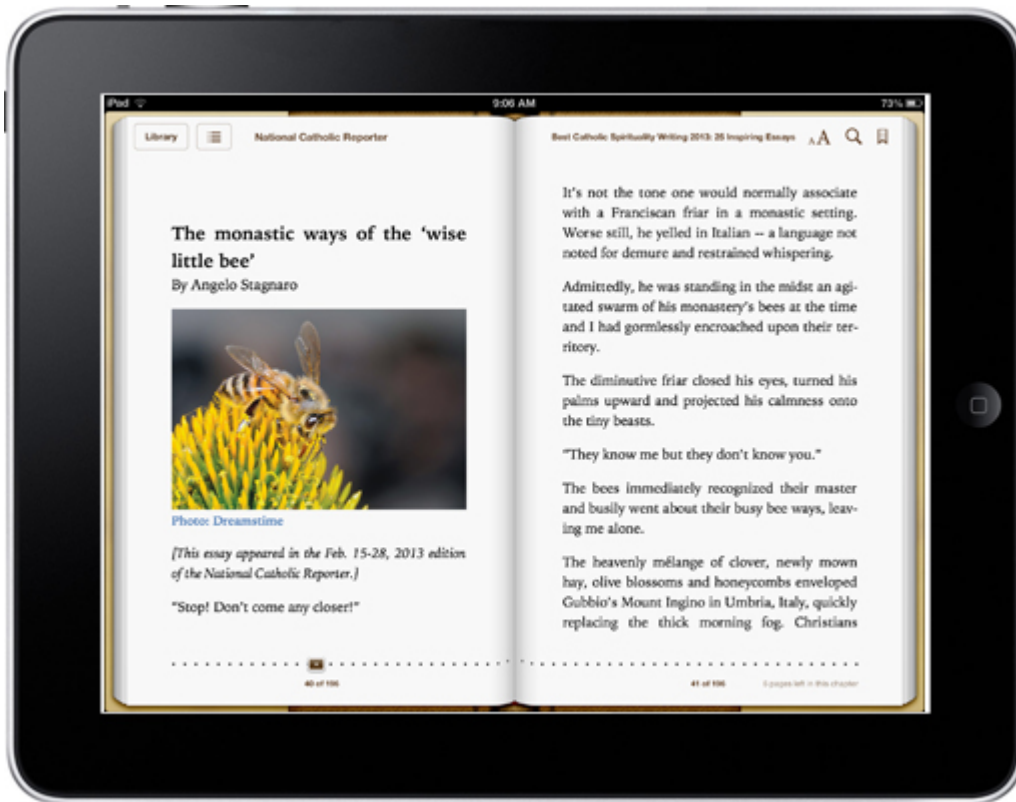 iPad
9:06 AM
73%
Library
National Catholic Reporter
Best Catholic Spirituality Writing 2013: 25 Inspiring Essays
AA
The monastic ways of the ‘wise
little bee’
By Angelo Stagnaro
Photo: Dreamstime
[This essay appeared in the Feb. 15-28, 2013 edition
of the National Catholic Reporter.]
“Stop! Don’t come any closer!”
40 of 196
It’s not the tone one would normally associate
with a Franciscan friar in a monastic setting.
Worse still, he yelled in Italian -- a language not
noted for demure and restrained whispering.
Admittedly, he was standing in the midst an agi-
tated swarm of his monastery’s bees at the time
and I had gormlessly encroached upon their ter-
ritory.
The diminutive friar closed his eyes, turned his
palms upward and projected his calmness onto
the tiny beasts.
“They know me but they don’t know you.”
The bees immediately recognized their master
and busily went about their busy bee ways, leav-
ing me alone.
The heavenly mélange of clover, newly mown
hay, olive blossoms and honeycombs enveloped
Gubbio’s Mount Ingino in Umbria, Italy, quickly
replacing the thick morning fog. Christians
41 of 196
5 pages left in this chapter